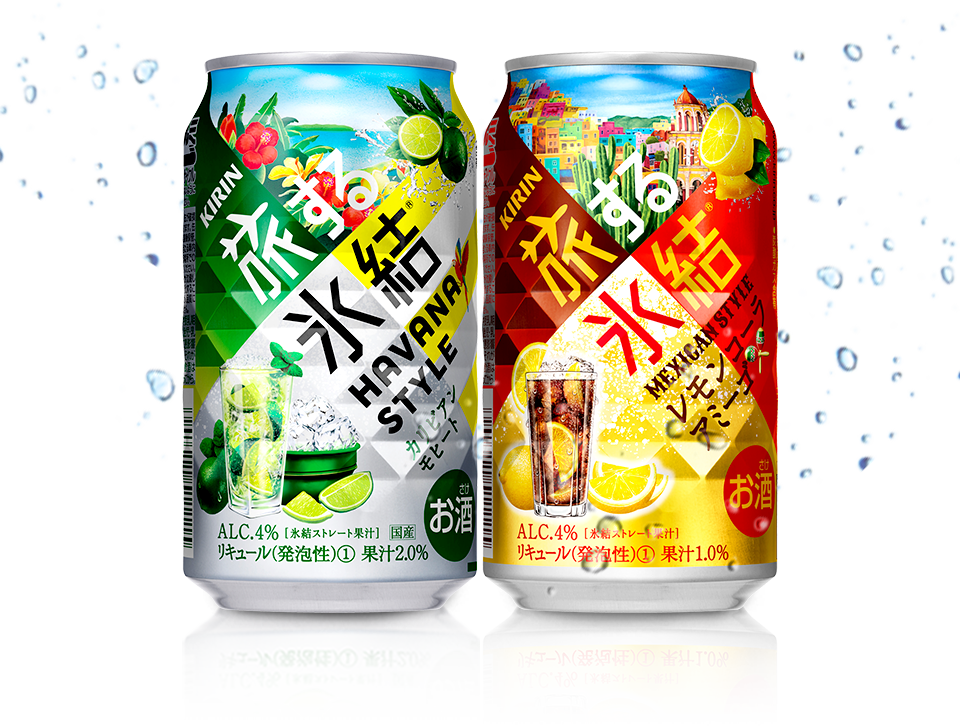 KIRIN
旅する
氷結®
HAVANA
STYLE
カリビアン
モヒート
さけ
お酒
ALC.4% [氷結ストレート果汁] 国産
リキュール(発泡性)① 果汁2.0%
KIRIN
旅する
氷結®
MEXICAN STYLE
レモンコーラ
アミーゴ
さけ
お酒
ALC.4% [氷結ストレート果汁]
リキュール(発泡性)① 果汁1.0%